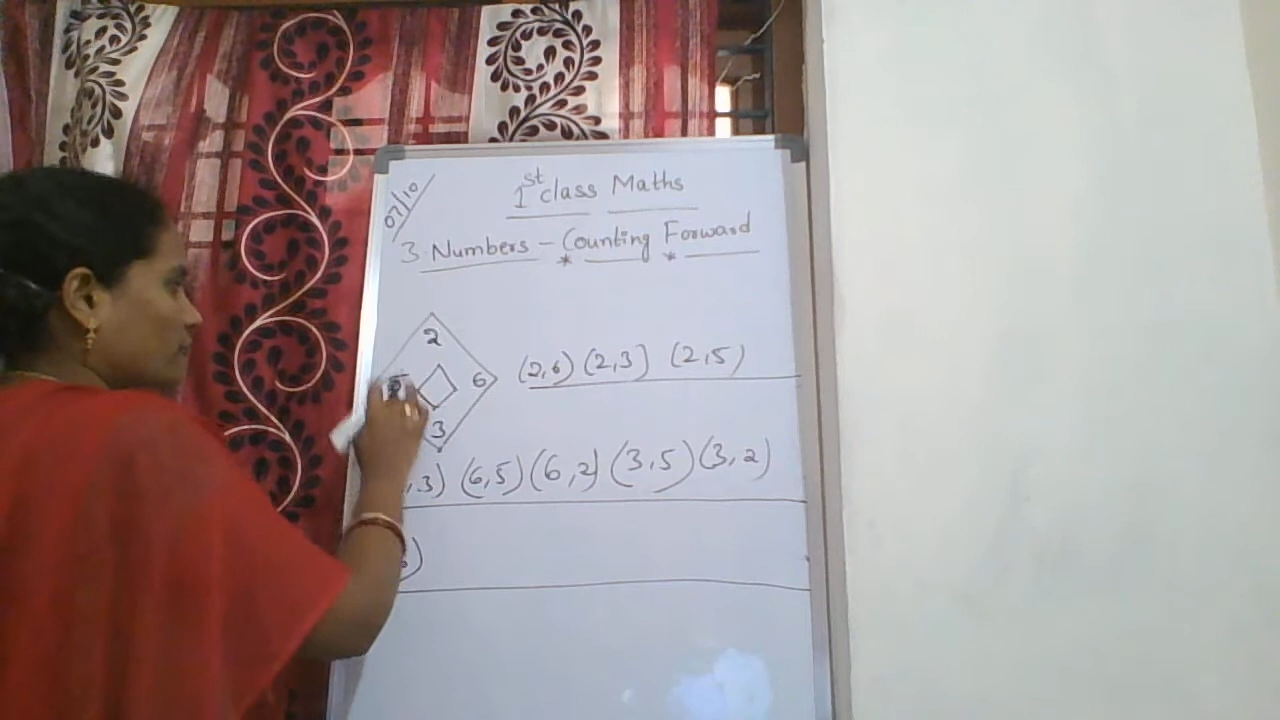 07/10
1st class Maths
3 Numbers - Counting Forward
2
5 6
3
(2,6) (2,3) (2,5)
,3) (6,5) (6,2) (3,5) (3,2)
)